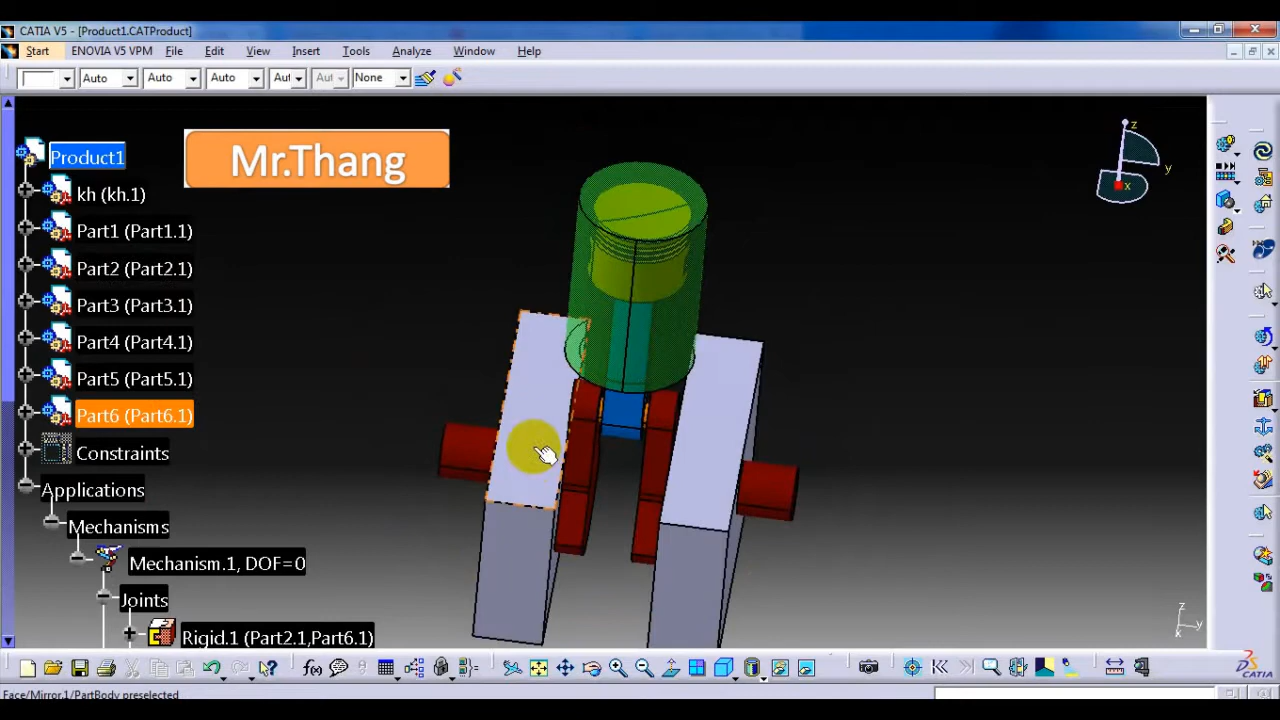 CATIA V5 - [Product1.CATProduct]
Start ENOVIA V5 VPM File Edit View Insert Tools Analyze Window Help
Auto Auto Auto Aut Aut None
Product1
Mr.Thang
kh (kh.1)
Part1 (Part1.1)
Part2 (Part2.1)
Part3 (Part3.1)
Part4 (Part4.1)
Part5 (Part5.1)
Part6 (Part6.1)
Constraints
Applications
Mechanisms
Mechanism.1, DOF=0
Joints
Rigid.1 (Part2.1,Part6.1)
z
y
x
z
y
x
f(x)
CATIA
Face/Mirror.1/PartBody preselected